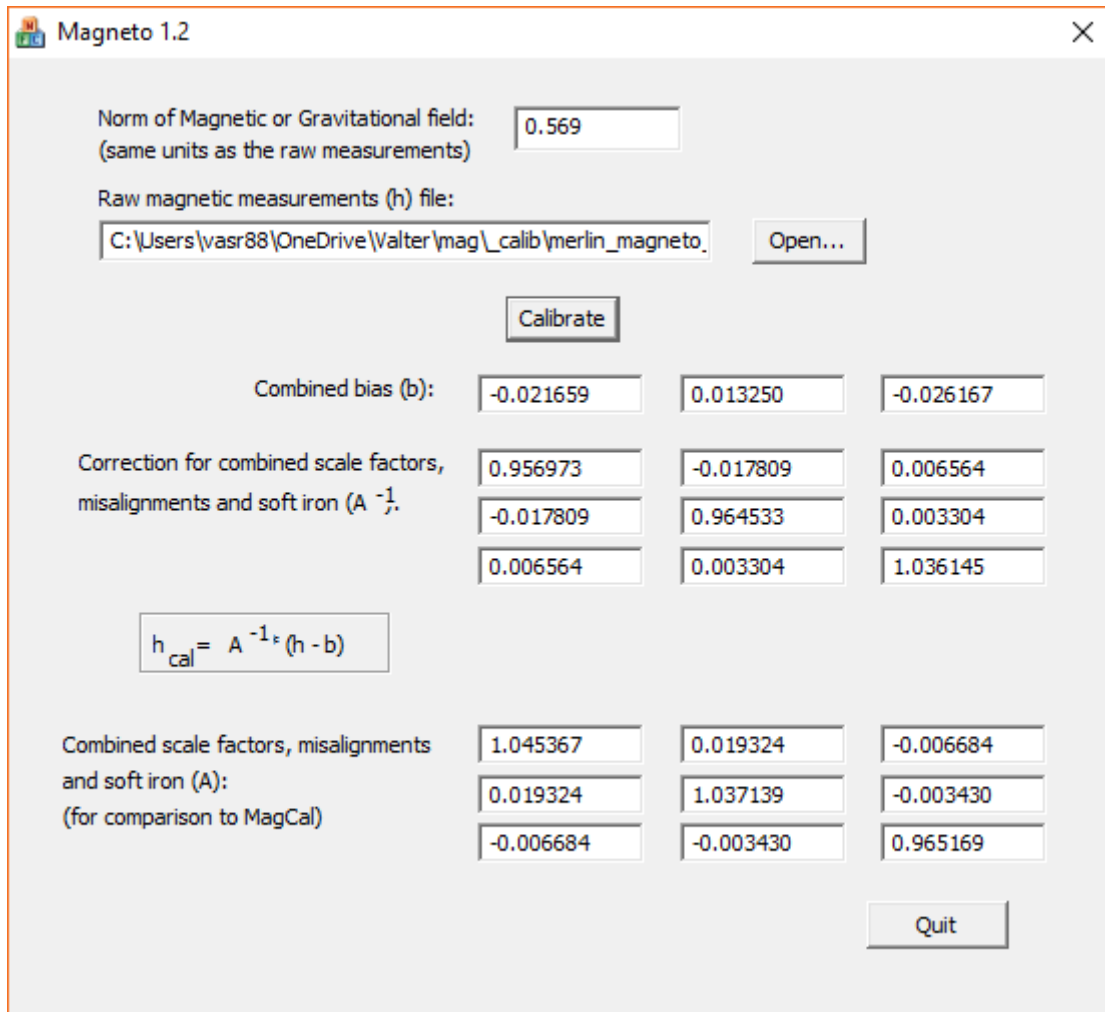 Magneto 1.2
Norm of Magnetic or Gravitational field:
(same units as the raw measurements)
0.569
Raw magnetic measurements (h) file:
C:\Users\vasr88\OneDrive\Valter\mag\_calib\merlin_magneto_
Open...
Calibrate
Combined bias (b):
-0.021659 0.013250 -0.026167
Correction for combined scale factors,
misalignments and soft iron (A -1).
0.956973 -0.017809 0.006564
-0.017809 0.964533 0.003304
0.006564 0.003304 1.036145
h cal = A -1 * (h - b)
Combined scale factors, misalignments
and soft iron (A):
(for comparison to MagCal)
1.045367 0.019324 -0.006684
0.019324 1.037139 -0.003430
-0.006684 -0.003430 0.965169
Quit